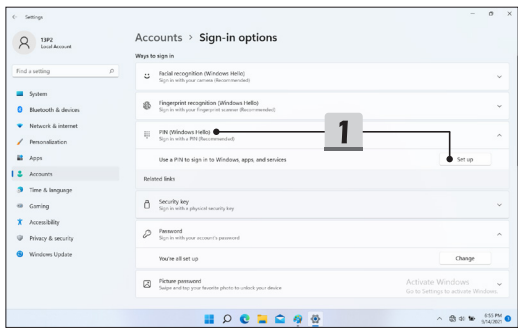 Settings
13P2
Local Account
Find a setting
System
Bluetooth & devices
Network & internet
Personalization
Apps
Accounts
Time & language
Gaming
Accessibility
Privacy & security
Windows Update
Accounts > Sign-in options
Ways to sign in
Facial recognition (Windows Hello)
Sign in with your camera (Recommended)
Fingerprint recognition (Windows Hello)
Sign in with your fingerprint scanner (Recommended)
PIN (Windows Hello)
Sign in with a PIN (Recommended)
1
Use a PIN to sign in to Windows, apps, and services
Set up
Related links
Security key
Sign in with a physical security key
Password
Sign in with your account's password
You're all set up
Change
Picture password
Swipe and tap your favorite photo to unlock your device
Activate Windows
Go to Settings to activate Windows.
6:53 PM
9/14/2021